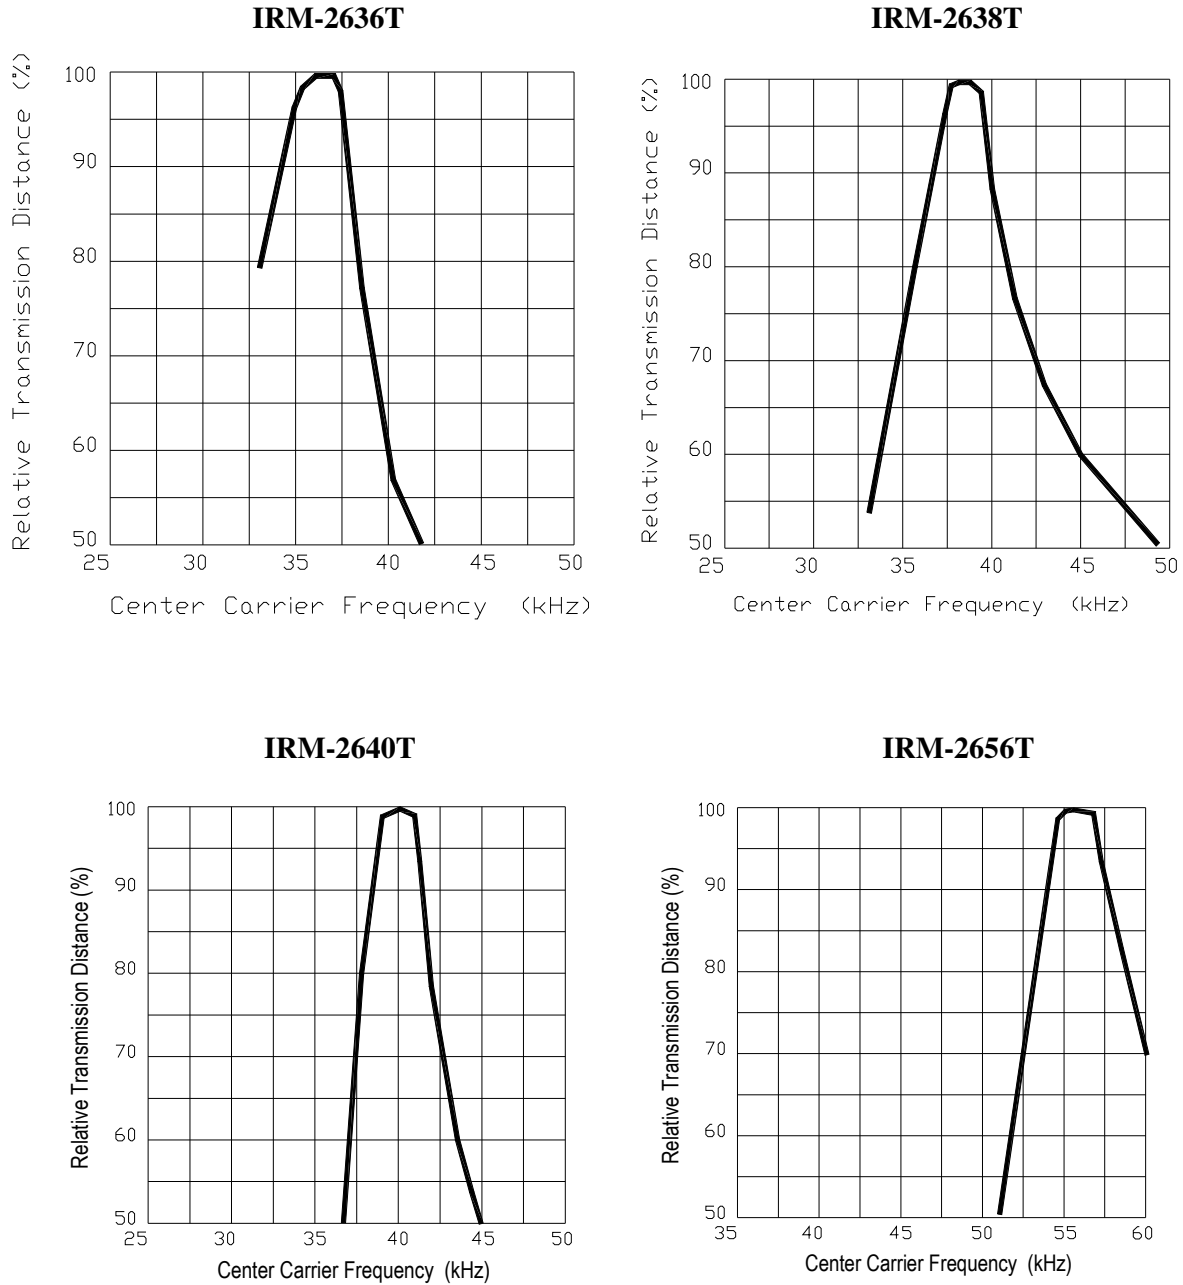 IRM-2636T
IRM-2638T
Relative Transmission Distance (%)
100
90
80
70
60
50
25 30 35 40 45 50
Center Carrier Frequency (kHz)
Relative Transmission Distance (%)
100
90
80
70
60
50
25 30 35 40 45 50
Center Carrier Frequency (kHz)
IRM-2640T
IRM-2656T
Relative Transmission Distance (%)
100
90
80
70
60
50
25 30 35 40 45 50
Center Carrier Frequency (kHz)
Relative Transmission Distance (%)
100
90
80
70
60
50
35 40 45 50 55 60
Center Carrier Frequency (kHz)